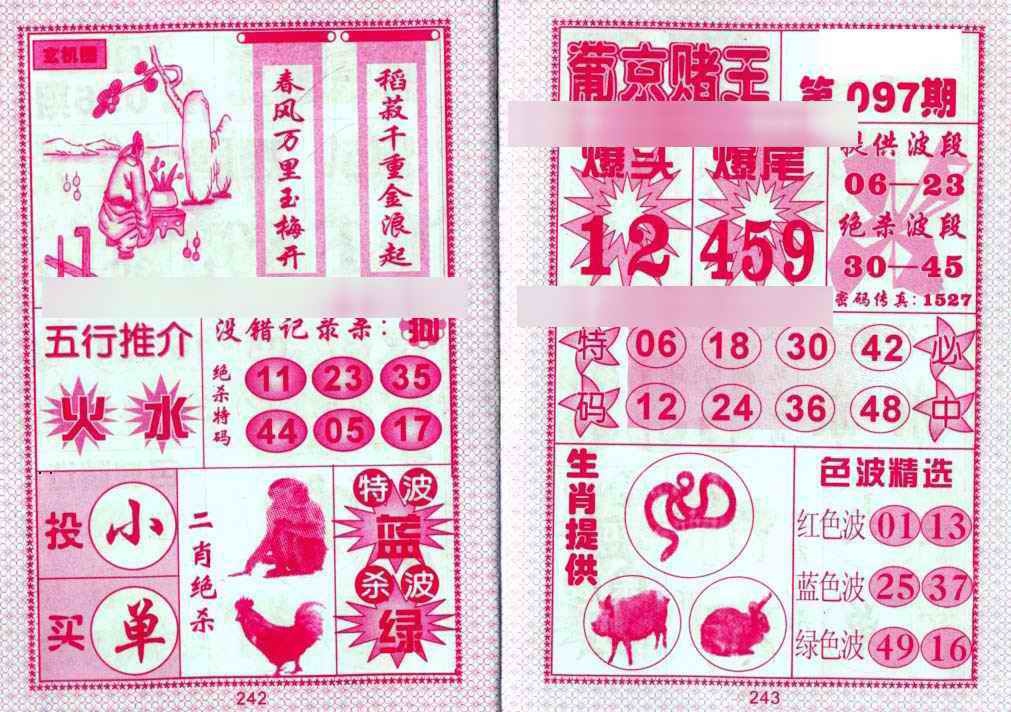 玄机图
春风万里玉梅开
稻菽千重金浪起
五行推介
火 水
没错记录杀：
绝杀特码
11 23 35
44 05 17
投 小
买 单
二肖绝杀
特波
蓝
杀波
绿
242
葡京赌王
第097期
爆头
12
爆尾
459
提供波段
06—23
绝杀波段
30—45
密码传真：1527
特码
06 18 30 42
12 24 36 48
必中
生肖提供
色波精选
红色波 01 13
蓝色波 25 37
绿色波 49 16
243